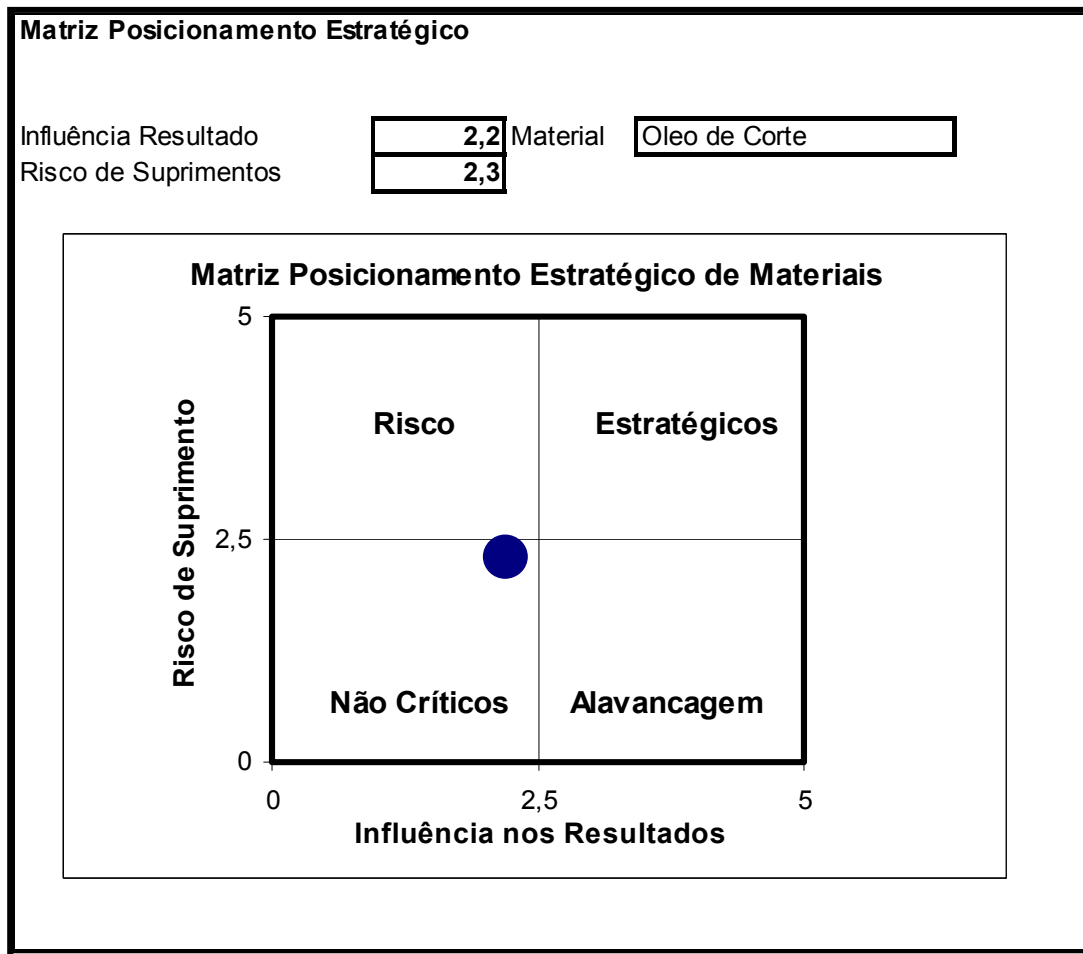 Matriz Posicionamento Estratégico
Influência Resultado 2,2 Material Oleo de Corte
Risco de Suprimentos 2,3
Matriz Posicionamento Estratégico de Materiais
5
Risco Estratégicos
Risco de Suprimento
2,5
Não Críticos Alavancagem
0
0 2,5 5
Influência nos Resultados